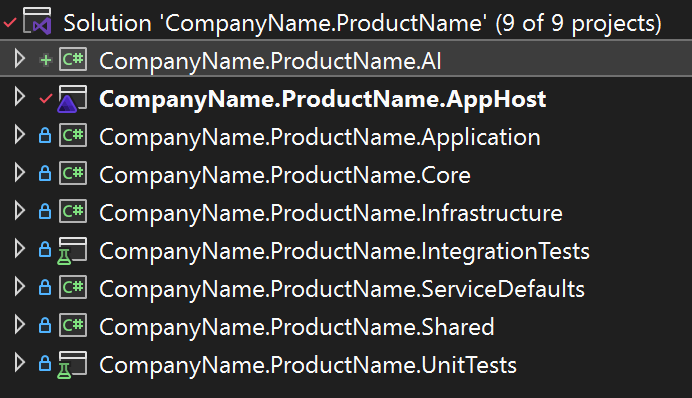 Solution 'CompanyName.ProductName' (9 of 9 projects)
C# CompanyName.ProductName.AI
CompanyName.ProductName.AppHost
C# CompanyName.ProductName.Application
C# CompanyName.ProductName.Core
C# CompanyName.ProductName.Infrastructure
CompanyName.ProductName.IntegrationTests
C# CompanyName.ProductName.ServiceDefaults
C# CompanyName.ProductName.Shared
CompanyName.ProductName.UnitTests